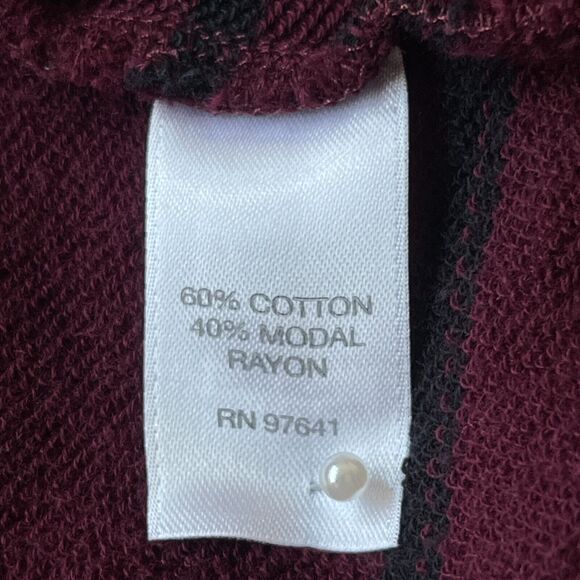 60% COTTON
40% MODAL
RAYON
RN 97641